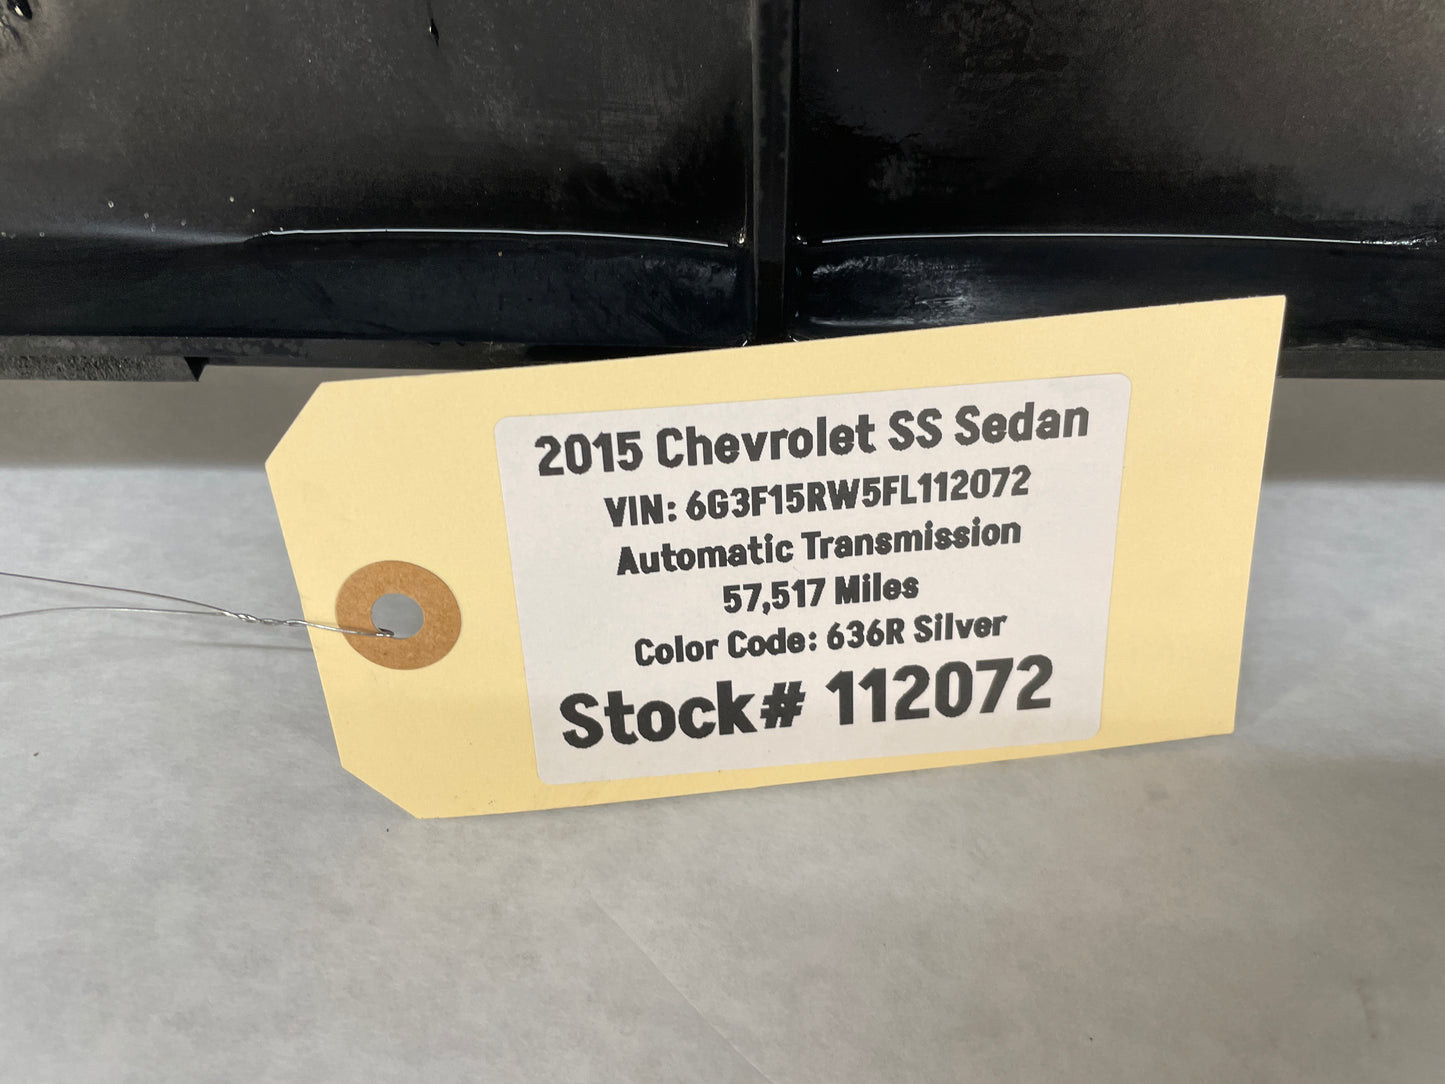 2015 Chevrolet SS Sedan
VIN: 6G3F15RW5FL112072
Automatic Transmission
57,517 Miles
Color Code: 636R Silver
Stock# 112072